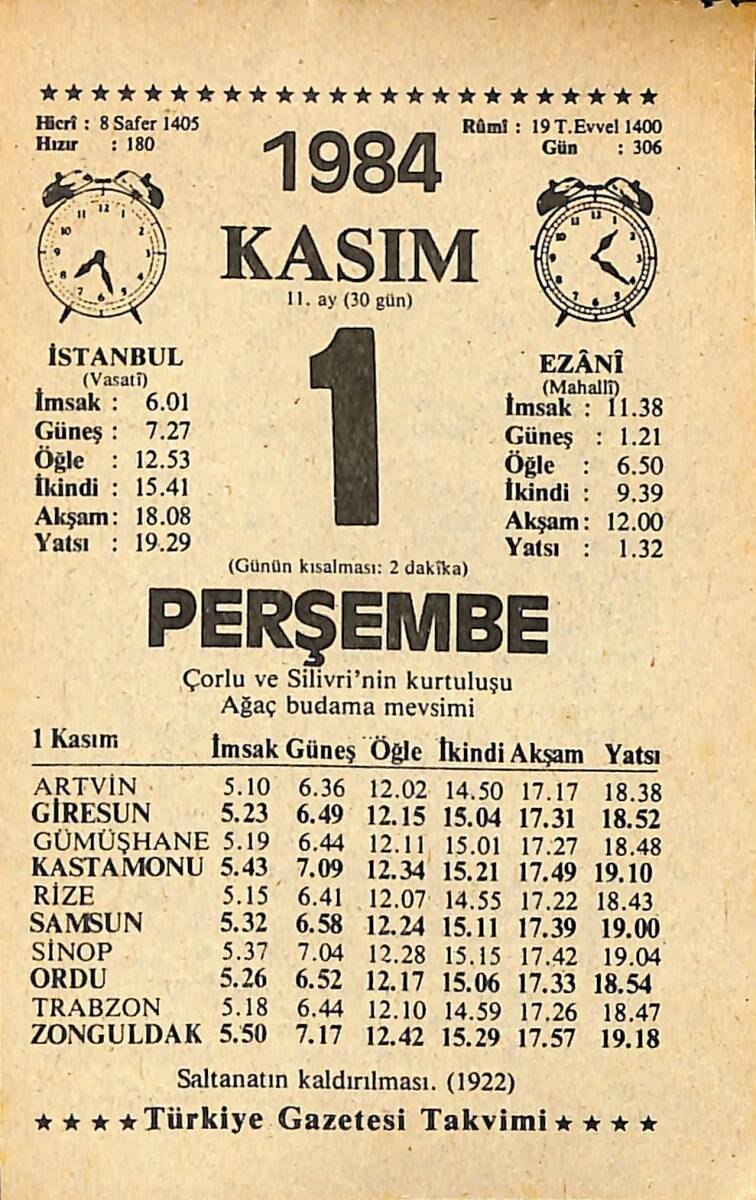 ★★★★★★★★★★★★★★★★★★★★★★★★
Hicrî : 8 Safer 1405
Hızır : 180
Rûmî : 19 T.Evvel 1400
Gün : 306
1984
KASIM
11. ay (30 gün)
1
İSTANBUL
(Vasatî)
İmsak : 6.01
Güneş : 7.27
Öğle : 12.53
İkindi : 15.41
Akşam: 18.08
Yatsı : 19.29
EZÂNÎ
(Mahallî)
İmsak : 11.38
Güneş : 1.21
Öğle : 6.50
İkindi : 9.39
Akşam: 12.00
Yatsı : 1.32
(Günün kısalması: 2 dakîka)
PERŞEMBE
Çorlu ve Silivri'nin kurtuluşu
Ağaç budama mevsimi
1 Kasım İmsak Güneş Öğle İkindi Akşam Yatsı
ARTVİN 5.10 6.36 12.02 14.50 17.17 18.38
GİRESUN 5.23 6.49 12.15 15.04 17.31 18.52
GÜMÜŞHANE 5.19 6.44 12.11 15.01 17.27 18.48
KASTAMONU 5.43 7.09 12.34 15.21 17.49 19.10
RİZE 5.15 6.41 12.07 14.55 17.22 18.43
SAMSUN 5.32 6.58 12.24 15.11 17.39 19.00
SİNOP 5.37 7.04 12.28 15.15 17.42 19.04
ORDU 5.26 6.52 12.17 15.06 17.33 18.54
TRABZON 5.18 6.44 12.10 14.59 17.26 18.47
ZONGULDAK 5.50 7.17 12.42 15.29 17.57 19.18
Saltanatın kaldırılması. (1922)
★★★★Türkiye Gazetesi Takvimi★★★★